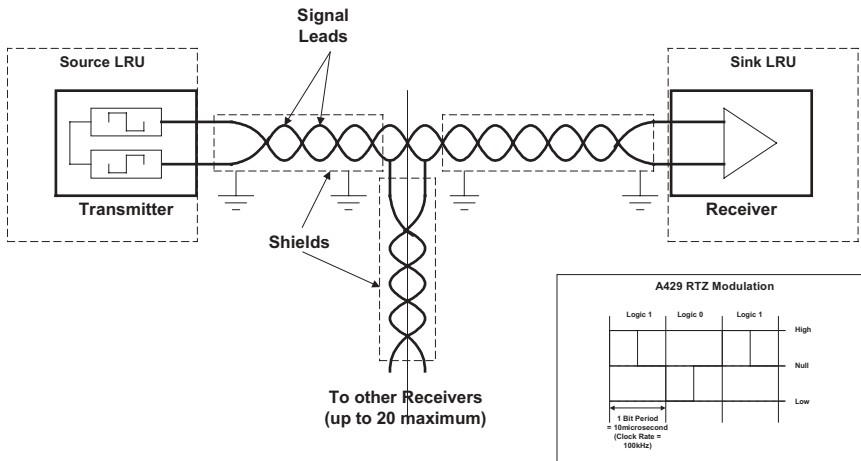 Signal
Leads
Source LRU
Sink LRU
Transmitter
Receiver
Shields
To other Receivers
(up to 20 maximum)
A429 RTZ Modulation
Logic 1
Logic 0
Logic 1
High
Null
Low
1 Bit Period
= 10microsecond
(Clock Rate =
100kHz)